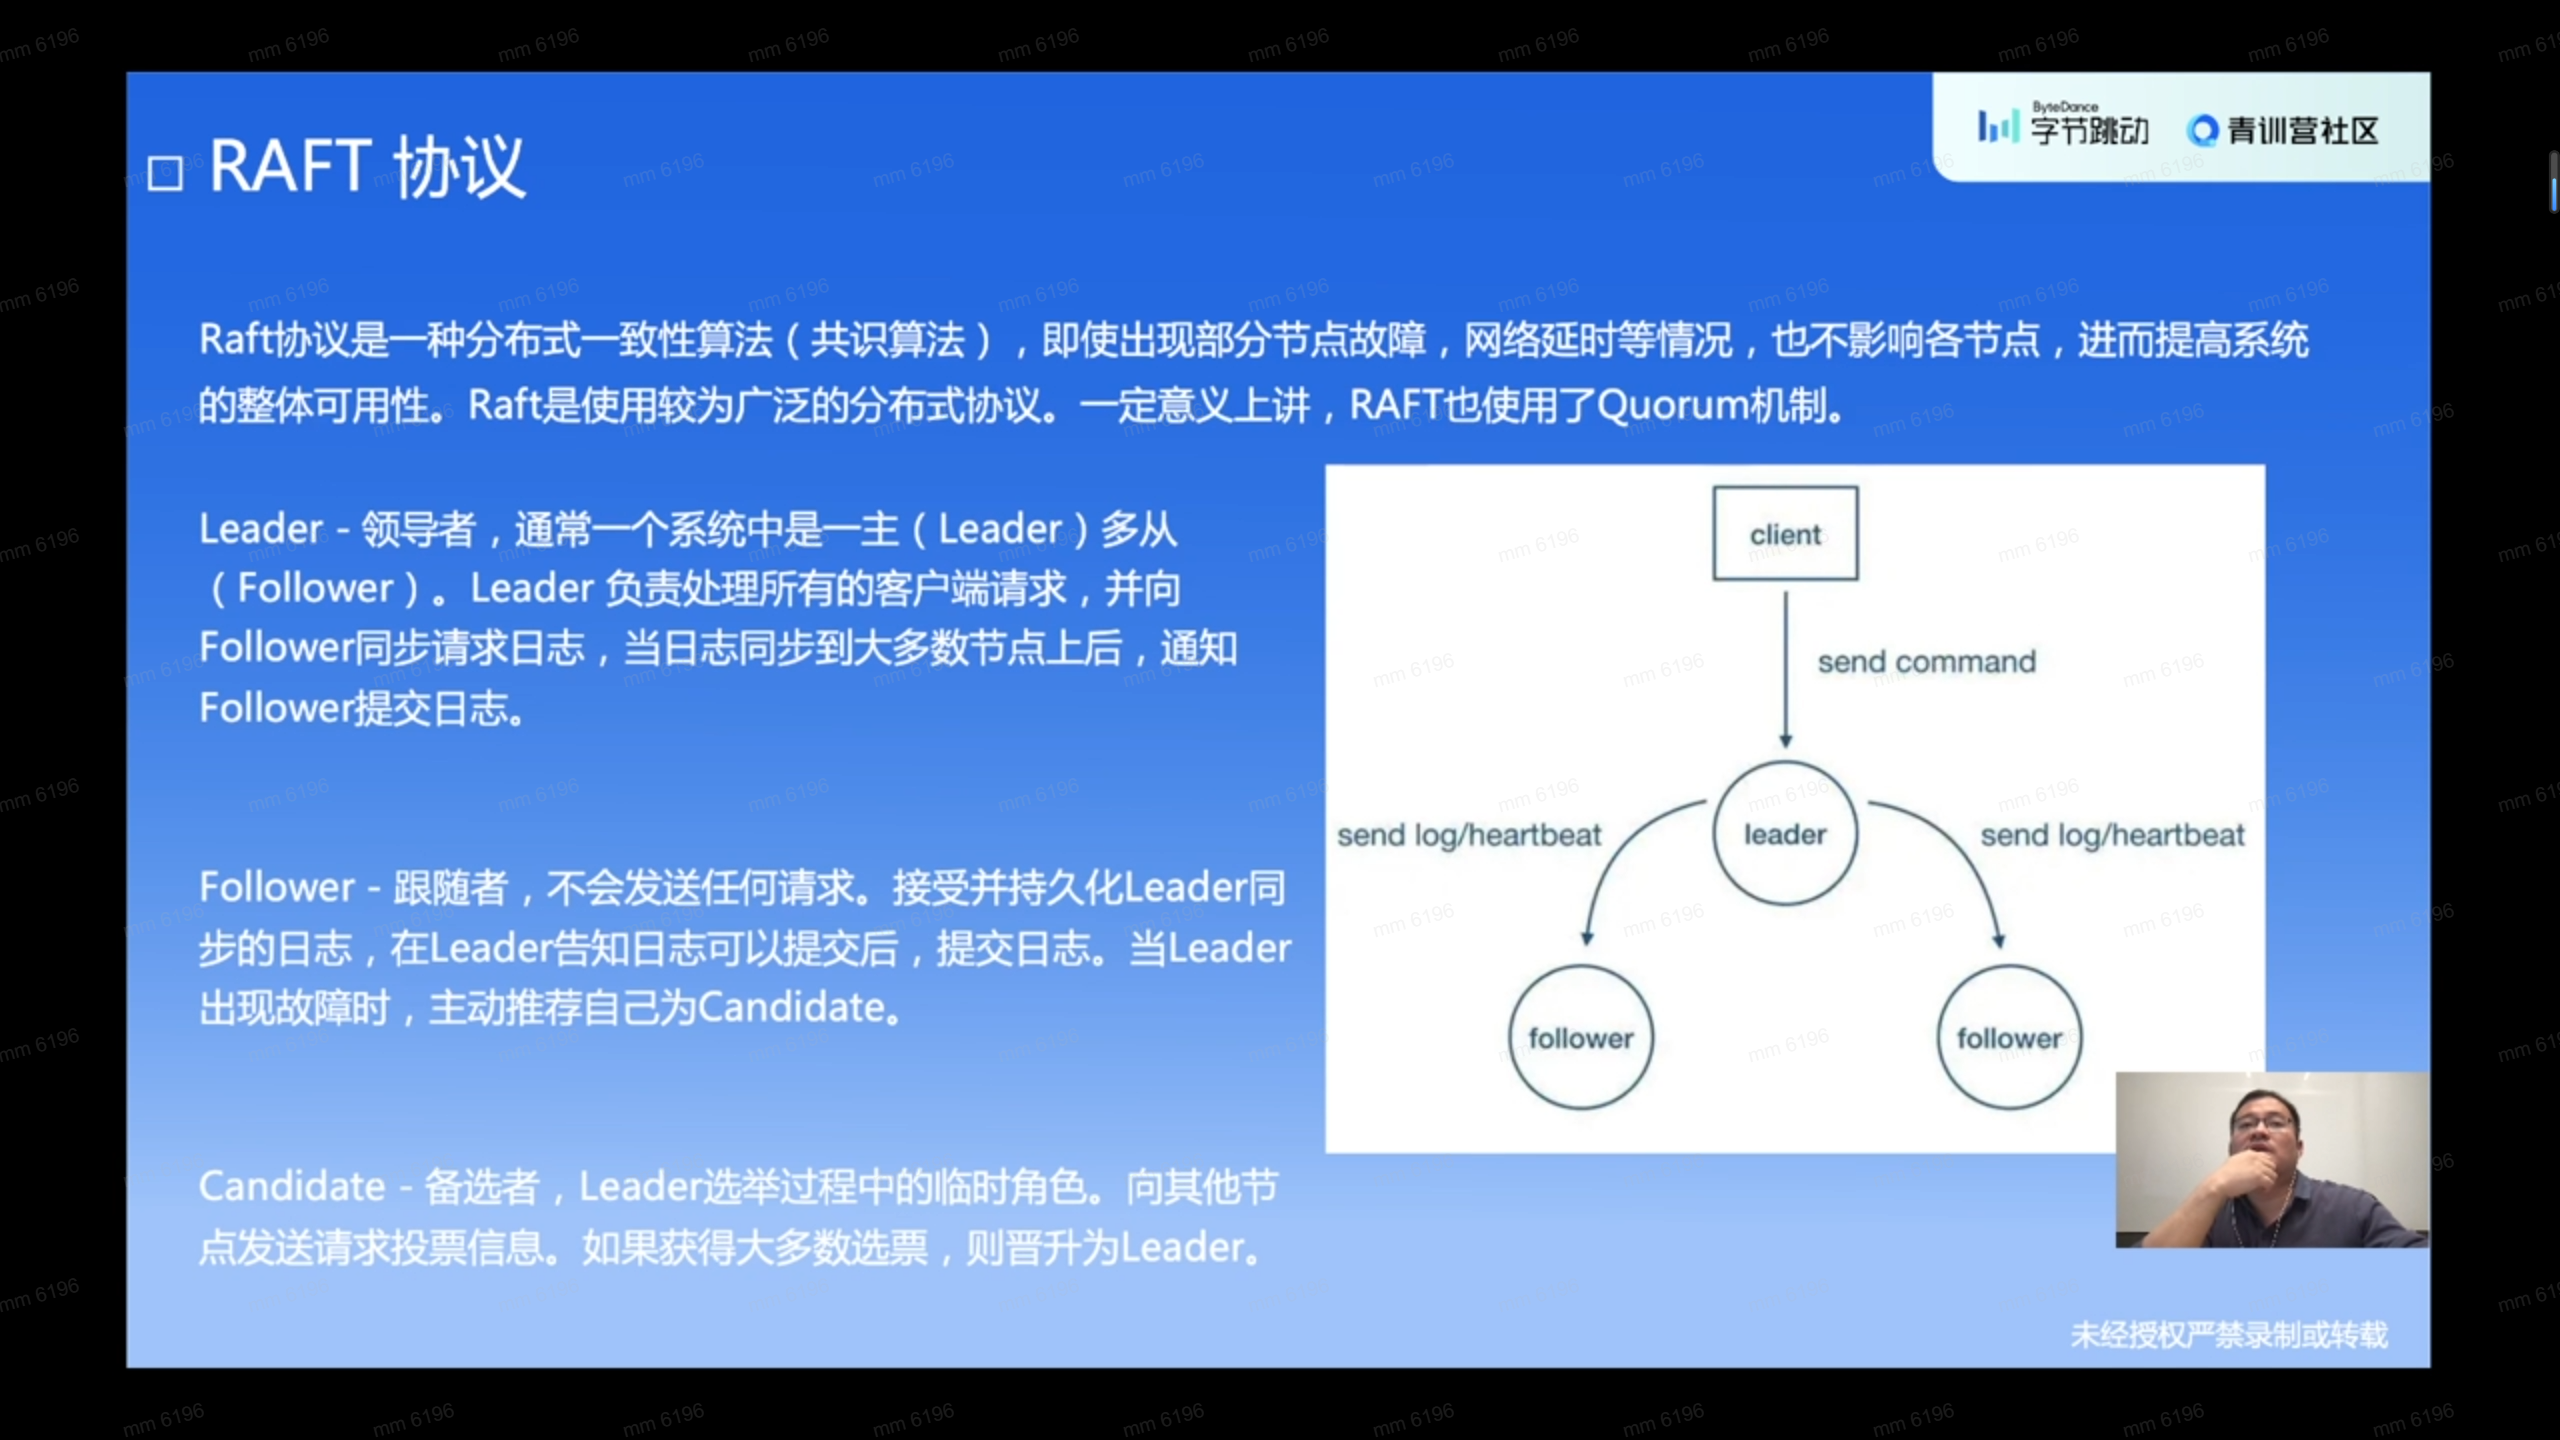 RAFT 协议
ByteDance
字节跳动 青训营社区
Raft协议是一种分布式一致性算法（共识算法），即使出现部分节点故障，网络延时等情况，也不影响各节点，进而提高系统
的整体可用性。Raft是使用较为广泛的分布式协议。一定意义上讲，RAFT也使用了Quorum机制。
Leader - 领导者，通常一个系统中是一主（Leader）多从
（Follower）。Leader 负责处理所有的客户端请求，并向
Follower同步请求日志，当日志同步到大多数节点上后，通知
Follower提交日志。
Follower - 跟随者，不会发送任何请求。接受并持久化Leader同
步的日志，在Leader告知日志可以提交后，提交日志。当Leader
出现故障时，主动推荐自己为Candidate。
Candidate - 备选者，Leader选举过程中的临时角色。向其他节
点发送请求投票信息。如果获得大多数选票，则晋升为Leader。
client
send command
leader
send log/heartbeat
send log/heartbeat
follower
follower
未经授权严禁录制或转载
mm 6196